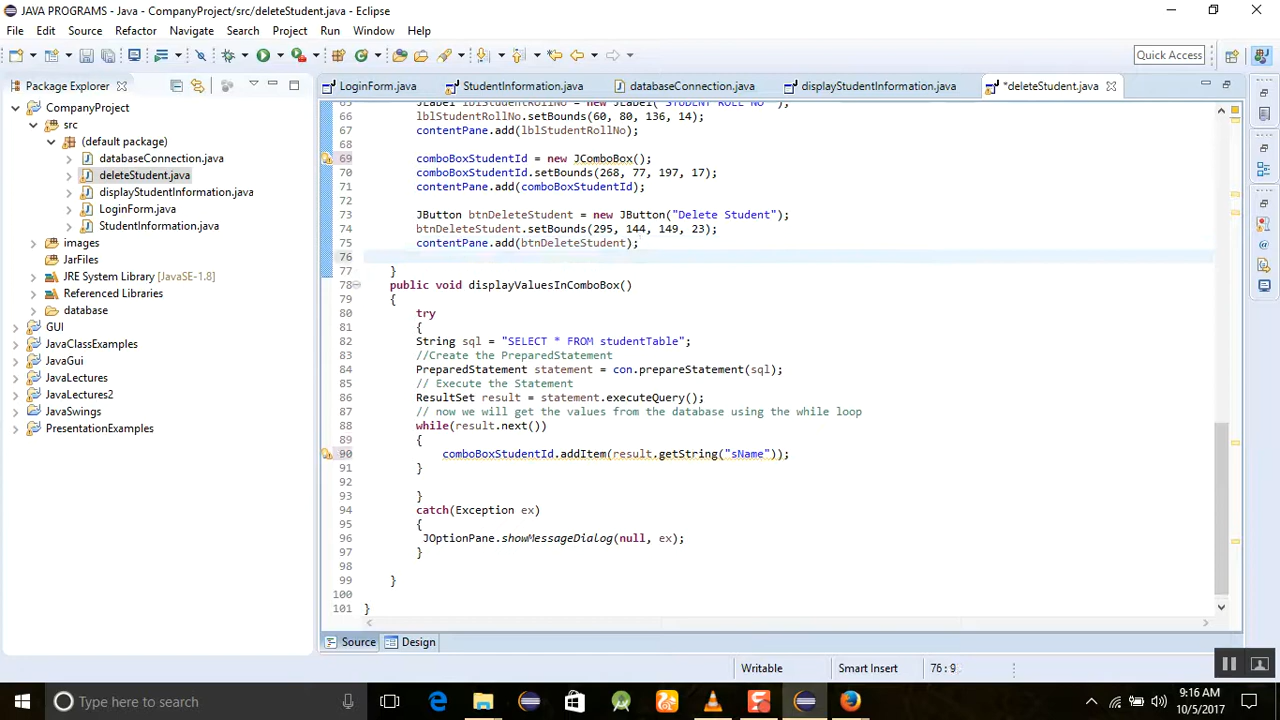 JAVA PROGRAMS - Java - CompanyProject/src/deleteStudent.java - Eclipse
File Edit Source Refactor Navigate Search Project Run Window Help
Quick Access
Package Explorer
LoginForm.java StudentInformation.java databaseConnection.java displayStudentInformation.java *deleteStudent.java
CompanyProject
src
(default package)
databaseConnection.java
deleteStudent.java
displayStudentInformation.java
LoginForm.java
StudentInformation.java
images
JarFiles
JRE System Library [JavaSE-1.8]
Referenced Libraries
database
GUI
JavaClassExamples
JavaGui
JavaLectures
JavaLectures2
JavaSwings
PresentationExamples
65 JLabel lblStudentRollNo = new JLabel("STUDENT ROLL NO ");
66 lblStudentRollNo.setBounds(60, 80, 136, 14);
67 contentPane.add(lblStudentRollNo);
68
69 comboBoxStudentId = new JComboBox();
70 comboBoxStudentId.setBounds(268, 77, 197, 17);
71 contentPane.add(comboBoxStudentId);
72
73 JButton btnDeleteStudent = new JButton("Delete Student");
74 btnDeleteStudent.setBounds(295, 144, 149, 23);
75 contentPane.add(btnDeleteStudent);
76
77 }
78 public void displayValuesInComboBox()
79 {
80 try
81 {
82 String sql = "SELECT * FROM studentTable";
83 //Create the PreparedStatement
84 PreparedStatement statement = con.prepareStatement(sql);
85 // Execute the Statement
86 ResultSet result = statement.executeQuery();
87 // now we will get the values from the database using the while loop
88 while(result.next())
89 {
90 comboBoxStudentId.addItem(result.getString("sName"));
91 }
92
93 }
94 catch(Exception ex)
95 {
96 JOptionPane.showMessageDialog(null, ex);
97 }
98
99 }
100
101 }
Source Design
Writable Smart Insert 76:9
Type here to search
9:16 AM
10/5/2017